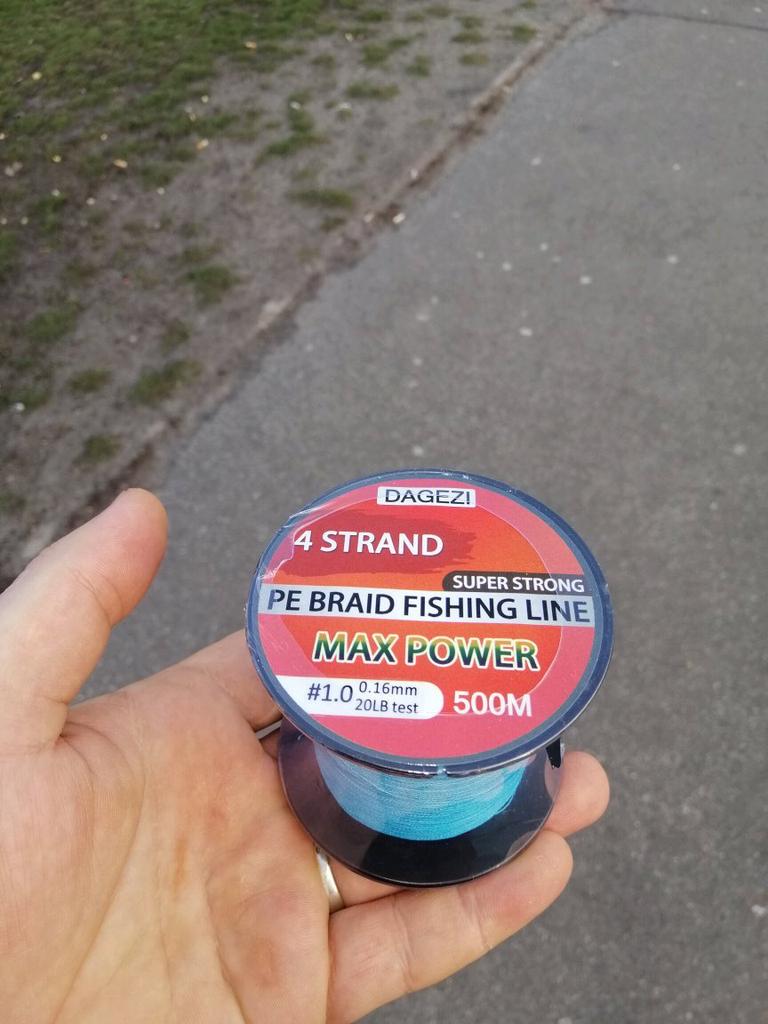 DAGEZI
4 STRAND
SUPER STRONG
PE BRAID FISHING LINE
MAX POWER
#1.0 0.16mm
20LB test
500M